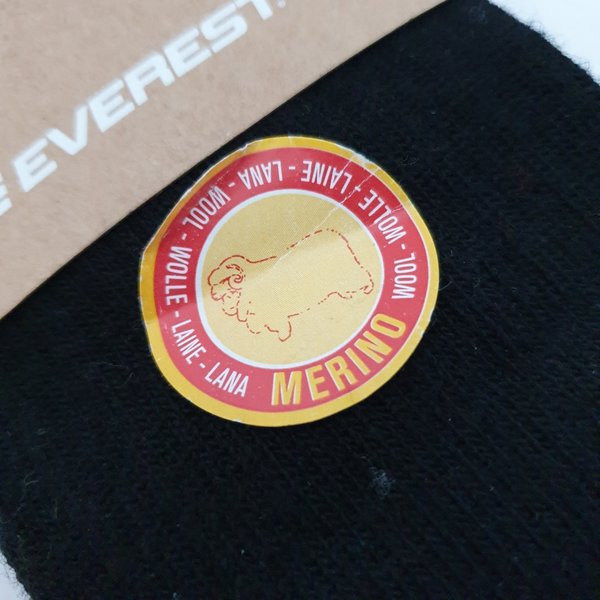 E EVEREST
WOLLE - LAINE - LANA - WOOL - WOLLE - LAINE - LANA - WOOL
MERINO